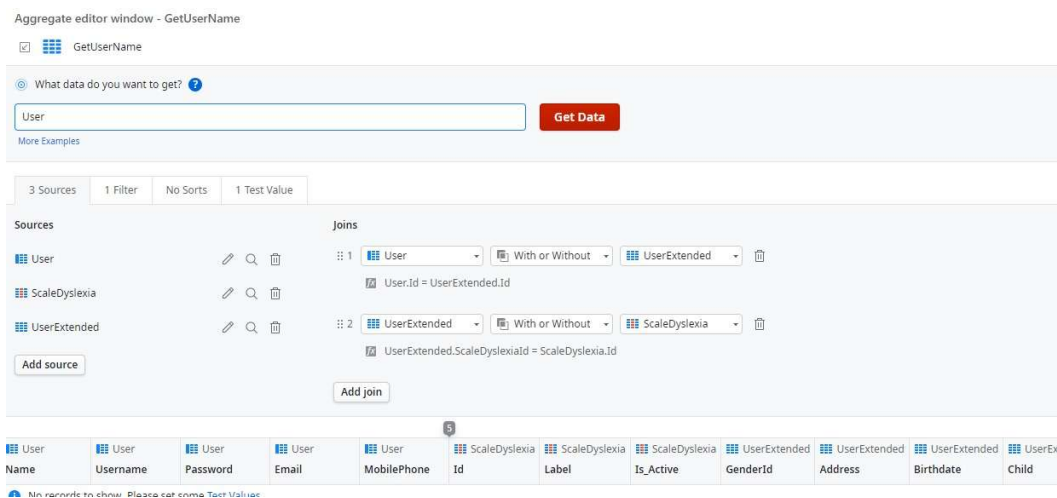 Aggregate editor window - GetUserName
GetUserName
What data do you want to get? ?
User
Get Data
More Examples
3 Sources 1 Filter No Sorts 1 Test Value
Sources Joins
User 1 User With or Without UserExtended
User.Id = UserExtended.Id
ScaleDyslexia
UserExtended 2 UserExtended With or Without ScaleDyslexia
UserExtended.ScaleDyslexiaId = ScaleDyslexia.Id
Add source
Add join
5
User User User User User ScaleDyslexia ScaleDyslexia ScaleDyslexia UserExtended UserExtended UserExtended UserEx
Name Username Password Email MobilePhone Id Label Is_Active GenderId Address Birthdate Child
No records to show. Please set some Test Values